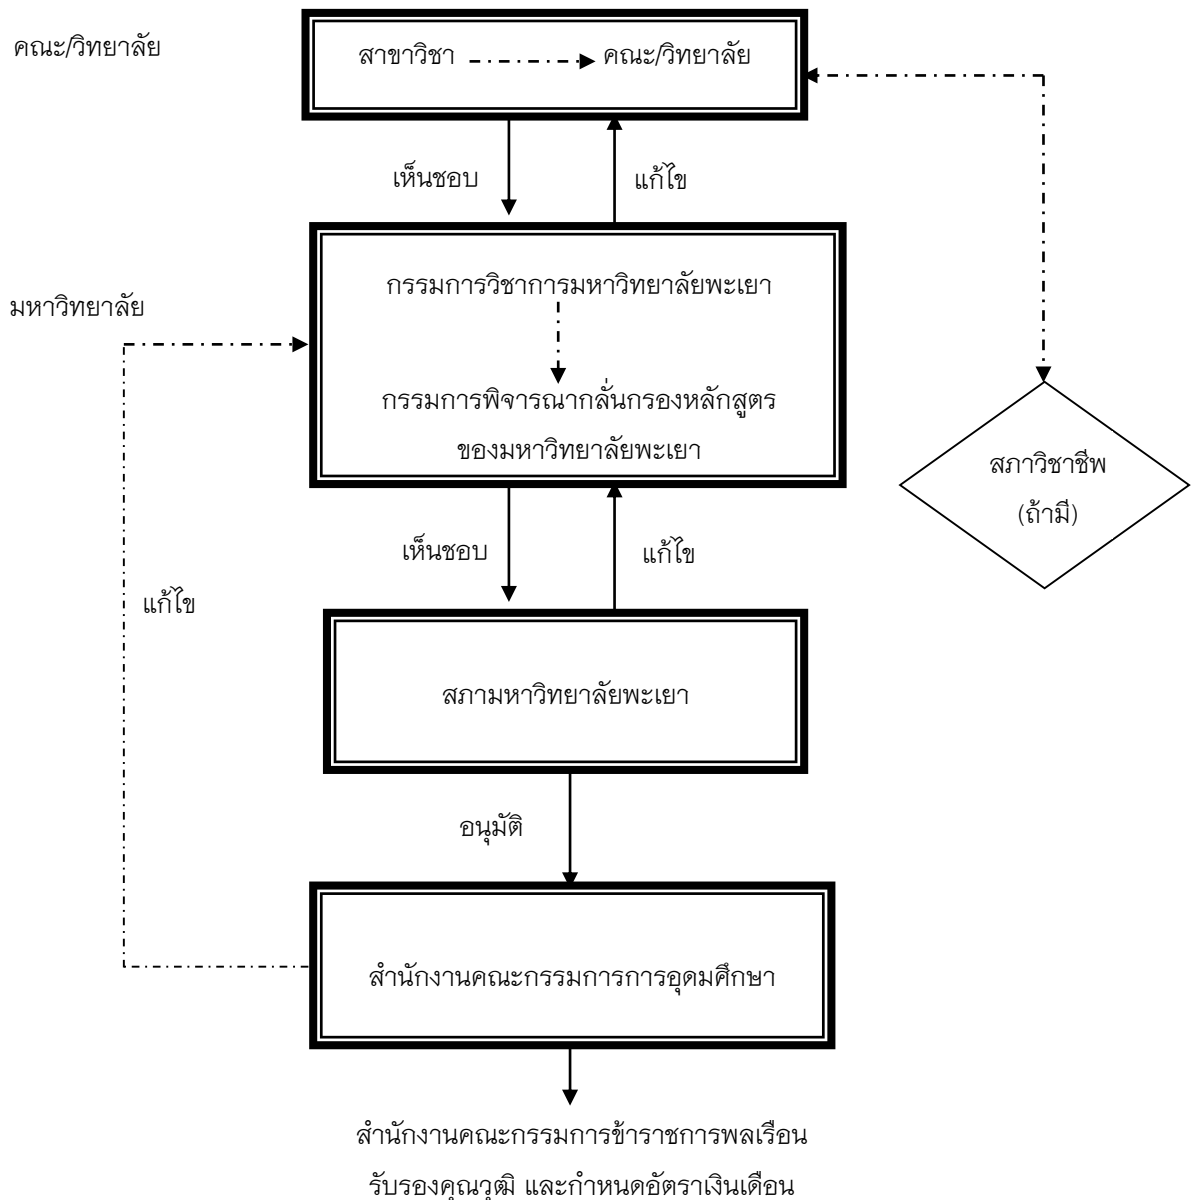 คณะ/วิทยาลัย
สาขาวิชา คณะ/วิทยาลัย
เห็นชอบ แก้ไข
มหาวิทยาลัย
กรรมการวิชาการมหาวิทยาลัยพะเยา
กรรมการพิจารณากลั่นกรองหลักสูตร
ของมหาวิทยาลัยพะเยา
สภาวิชาชีพ
(ถ้ามี)
เห็นชอบ แก้ไข
แก้ไข
สภามหาวิทยาลัยพะเยา
อนุมัติ
สำนักงานคณะกรรมการการอุดมศึกษา
สำนักงานคณะกรรมการข้าราชการพลเรือน
รับรองคุณวุฒิ และกำหนดอัตราเงินเดือน